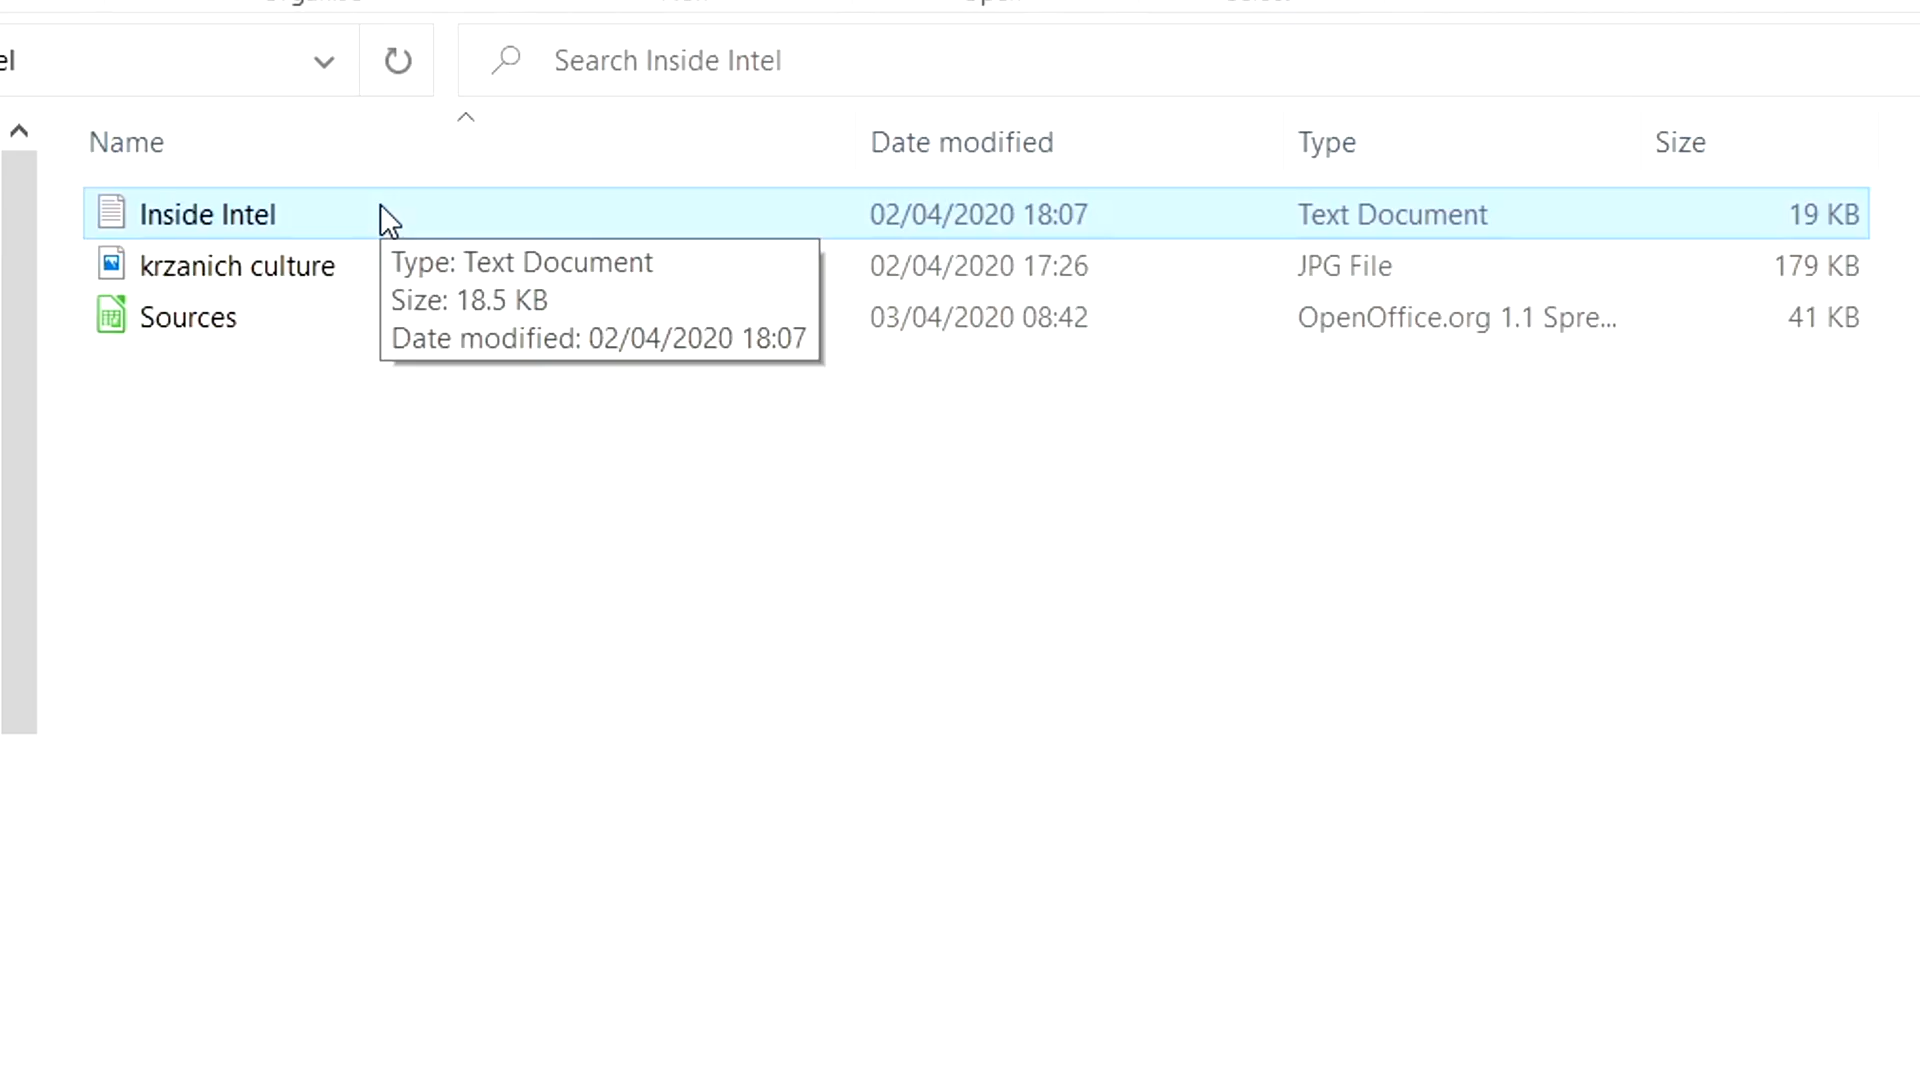 el
Search Inside Intel
Name Date modified Type Size
Inside Intel 02/04/2020 18:07 Text Document 19 KB
krzanich culture 02/04/2020 17:26 JPG File 179 KB
Sources 03/04/2020 08:42 OpenOffice.org 1.1 Spre... 41 KB
Type: Text Document
Size: 18.5 KB
Date modified: 02/04/2020 18:07